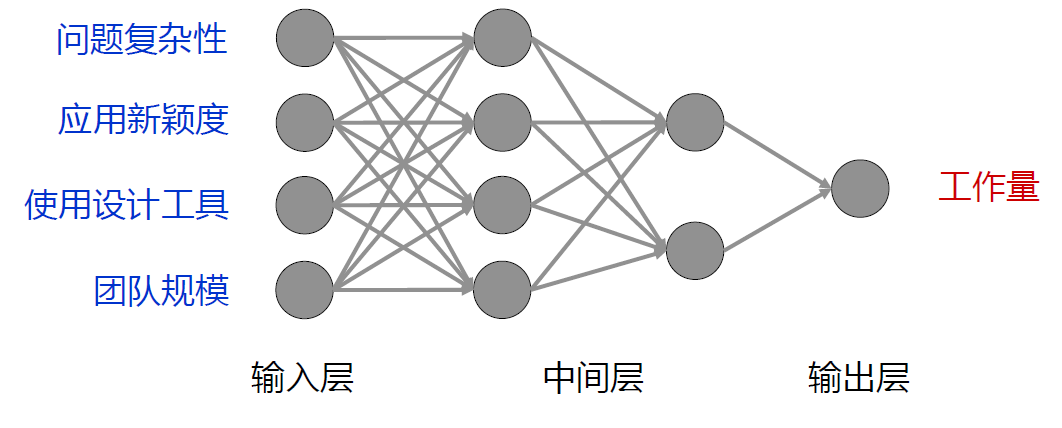 问题复杂性
应用新颖度
使用设计工具
团队规模
工作量
输入层
中间层
输出层